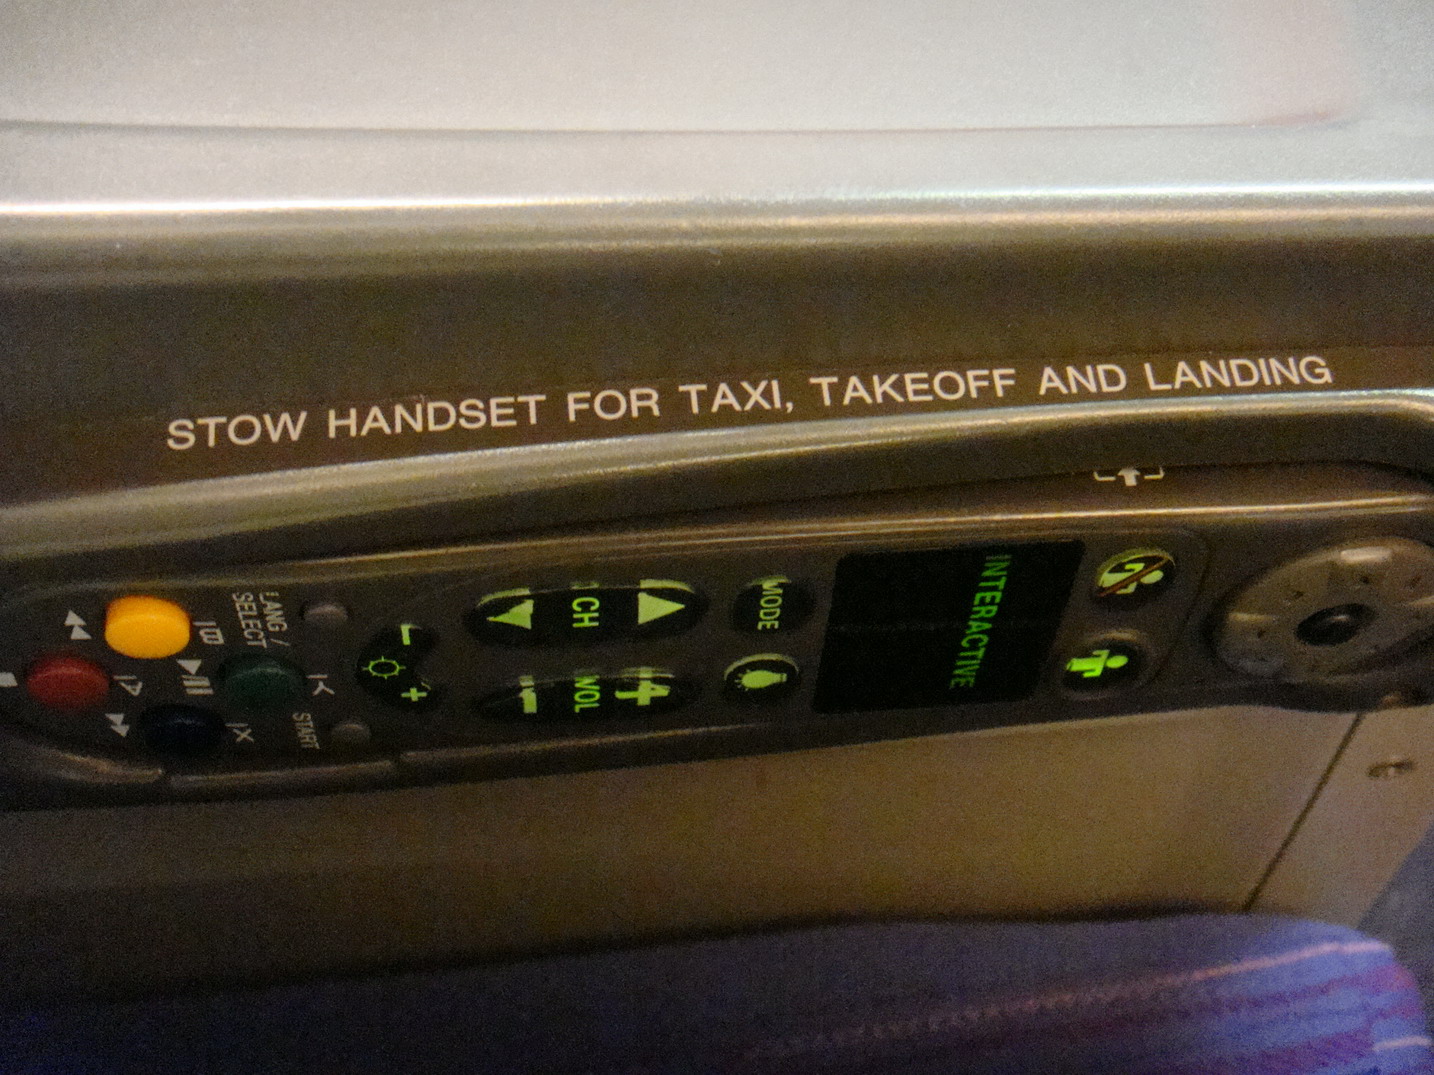 STOW HANDSET FOR TAXI, TAKEOFF AND LANDING
INTERACTIVE
MODE
CH
VOL
LANG /
SELECT
START